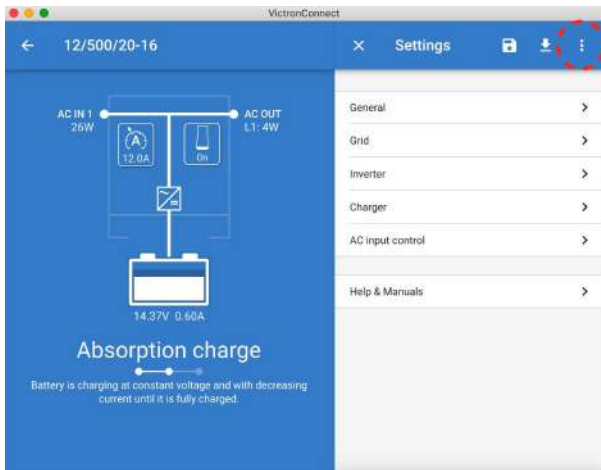 VictronConnect
12/500/20-16
Settings
AC IN 1
26W
AC OUT
L1: 4W
A
12.0A
On
14.37V 0.60A
Absorption charge
Battery is charging at constant voltage and with decreasing
current until it is fully charged.
General
Grid
Inverter
Charger
AC input control
Help & Manuals